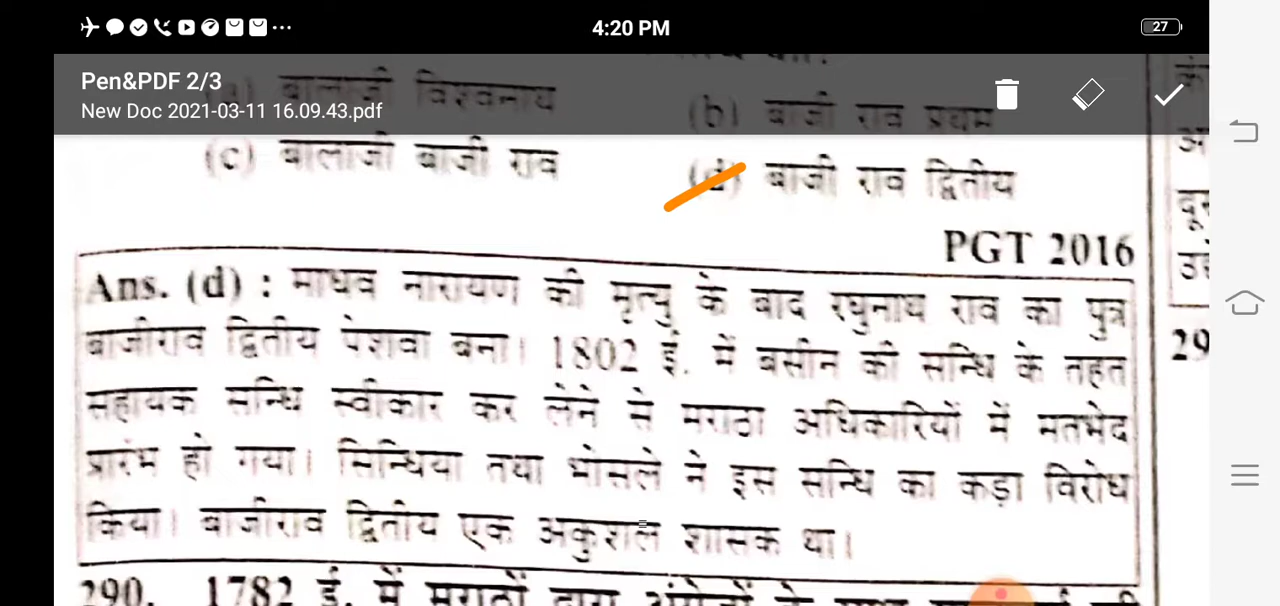 4:20 PM
27
Pen&PDF 2/3
New Doc 2021-03-11 16.09.43.pdf
(a) बालाजी विश्वनाथ
(b) बाजी राव प्रथम
(c) बालाजी बाजी राव
(d) बाजी राव द्वितीय
PGT 2016
Ans. (d) : माधव नारायण की मृत्यु के बाद रघुनाथ राव का पुत्र
बाजीराव द्वितीय पेशवा बना। 1802 ई. में बसीन की सन्धि के तहत
सहायक सन्धि स्वीकार कर लेने से मराठा अधिकारियों में मतभेद
प्रारंभ हो गया। सिन्धिया तथा भोसले ने इस सन्धि का कड़ा विरोध
किया। बाजीराव द्वितीय एक अकुशल शासक था।
290. 1782 ई. में मराठों द्वारा अंग्रेजों के साथ
29